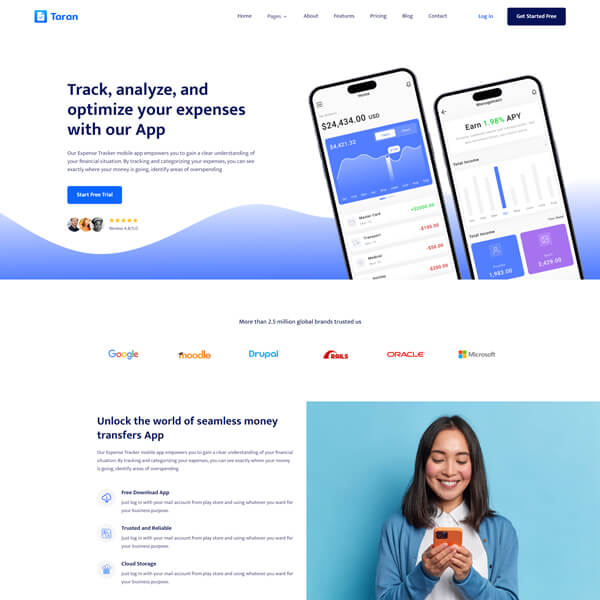 Taran
Home Pages About Features Pricing Blog Contact Log In Get Started Free
Track, analyze, and
optimize your expenses
with our App
Our Expense Tracker mobile app empowers you to gain a clear understanding of
your financial situation. By tracking and categorizing your expenses, you can see
exactly where your money is going, identify areas of overspending
Start Free Trial
Review 4.8/5.0
Home
$24,434.00 USD
$4,421.32
Master Card
+$2000.00
Transport
-$100.00
Medical
-$50.00
-$200.00
Management
Earn 1.98% APY
Total Income
Total Income
1,983.00
2,429.00
More than 2.5 million global brands trusted us
Google moodle Drupal RAILS ORACLE Microsoft
Unlock the world of seamless money
transfers App
Our Expense Tracker mobile app empowers you to gain a clear understanding of your financial
situation. By tracking and categorizing your expenses, you can see exactly where your money
is going, identify areas of overspending
Free Download App
Just log in with your mail account from play store and using whatever you want for
your business purpose.
Trusted and Reliable
Just log in with your mail account from play store and using whatever you want for
your business purpose.
Cloud Storage
Just log in with your mail account from play store and using whatever you want for
your business purpose.